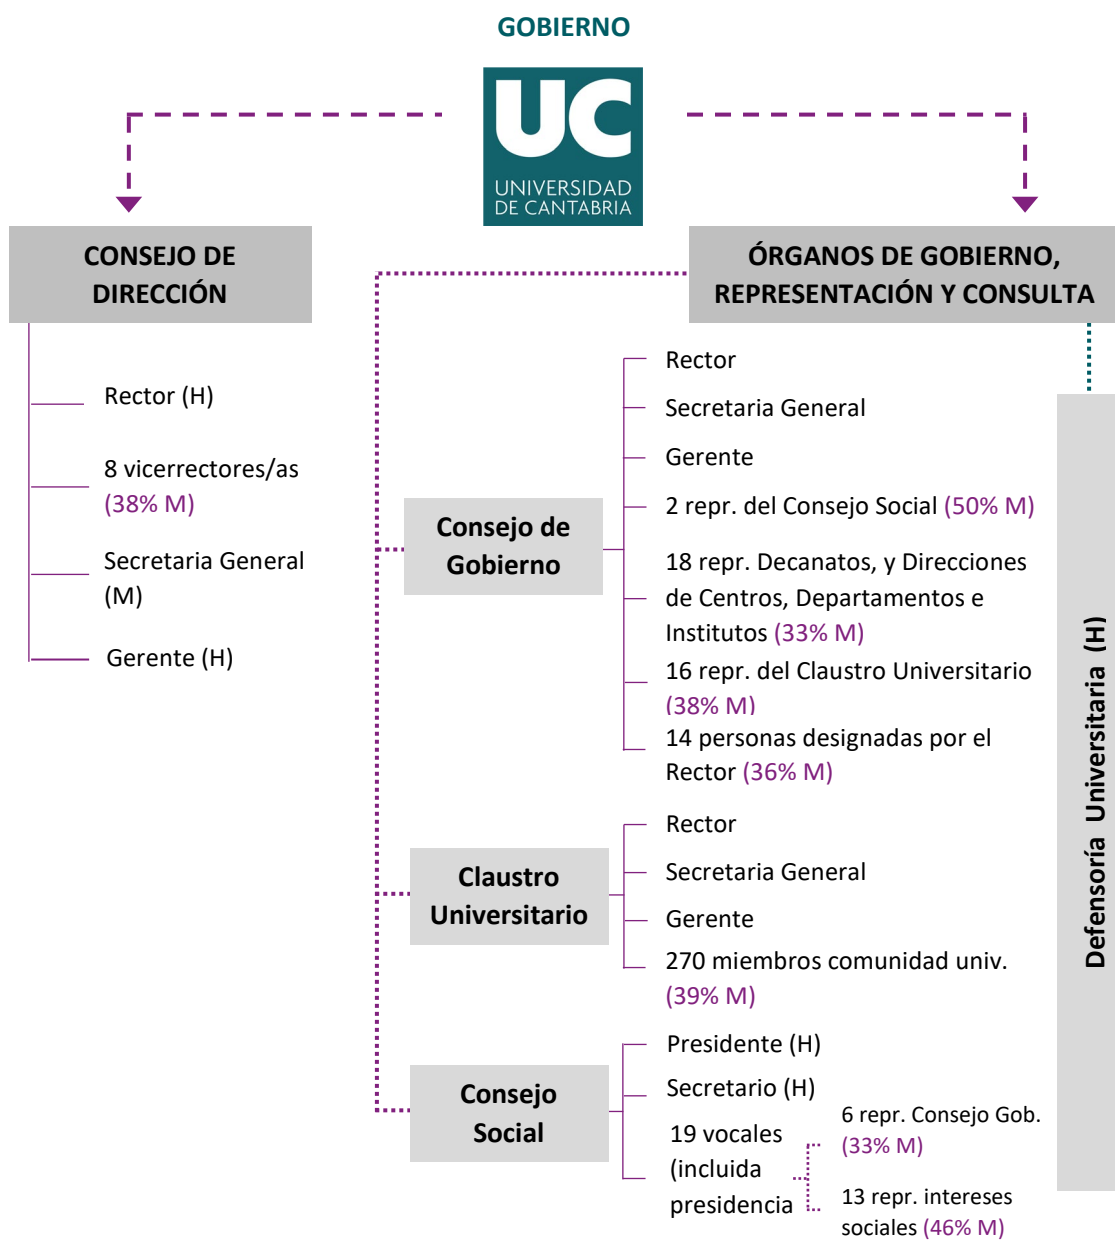 GOBIERNO
UC
UNIVERSIDAD
DE CANTABRIA
CONSEJO DE
DIRECCIÓN
Rector (H)
8 vicerrectores/as
(38% M)
Secretaria General
(M)
Gerente (H)
ÓRGANOS DE GOBIERNO,
REPRESENTACIÓN Y CONSULTA
Consejo de
Gobierno
Rector
Secretaria General
Gerente
2 repr. del Consejo Social (50% M)
18 repr. Decanatos, y Direcciones
de Centros, Departamentos e
Institutos (33% M)
16 repr. del Claustro Universitario
(38% M)
14 personas designadas por el
Rector (36% M)
Claustro
Universitario
Rector
Secretaria General
Gerente
270 miembros comunidad univ.
(39% M)
Consejo
Social
Presidente (H)
Secretario (H)
19 vocales
(incluida
presidencia
6 repr. Consejo Gob.
(33% M)
13 repr. intereses
sociales (46% M)
Defensoría Universitaria (H)